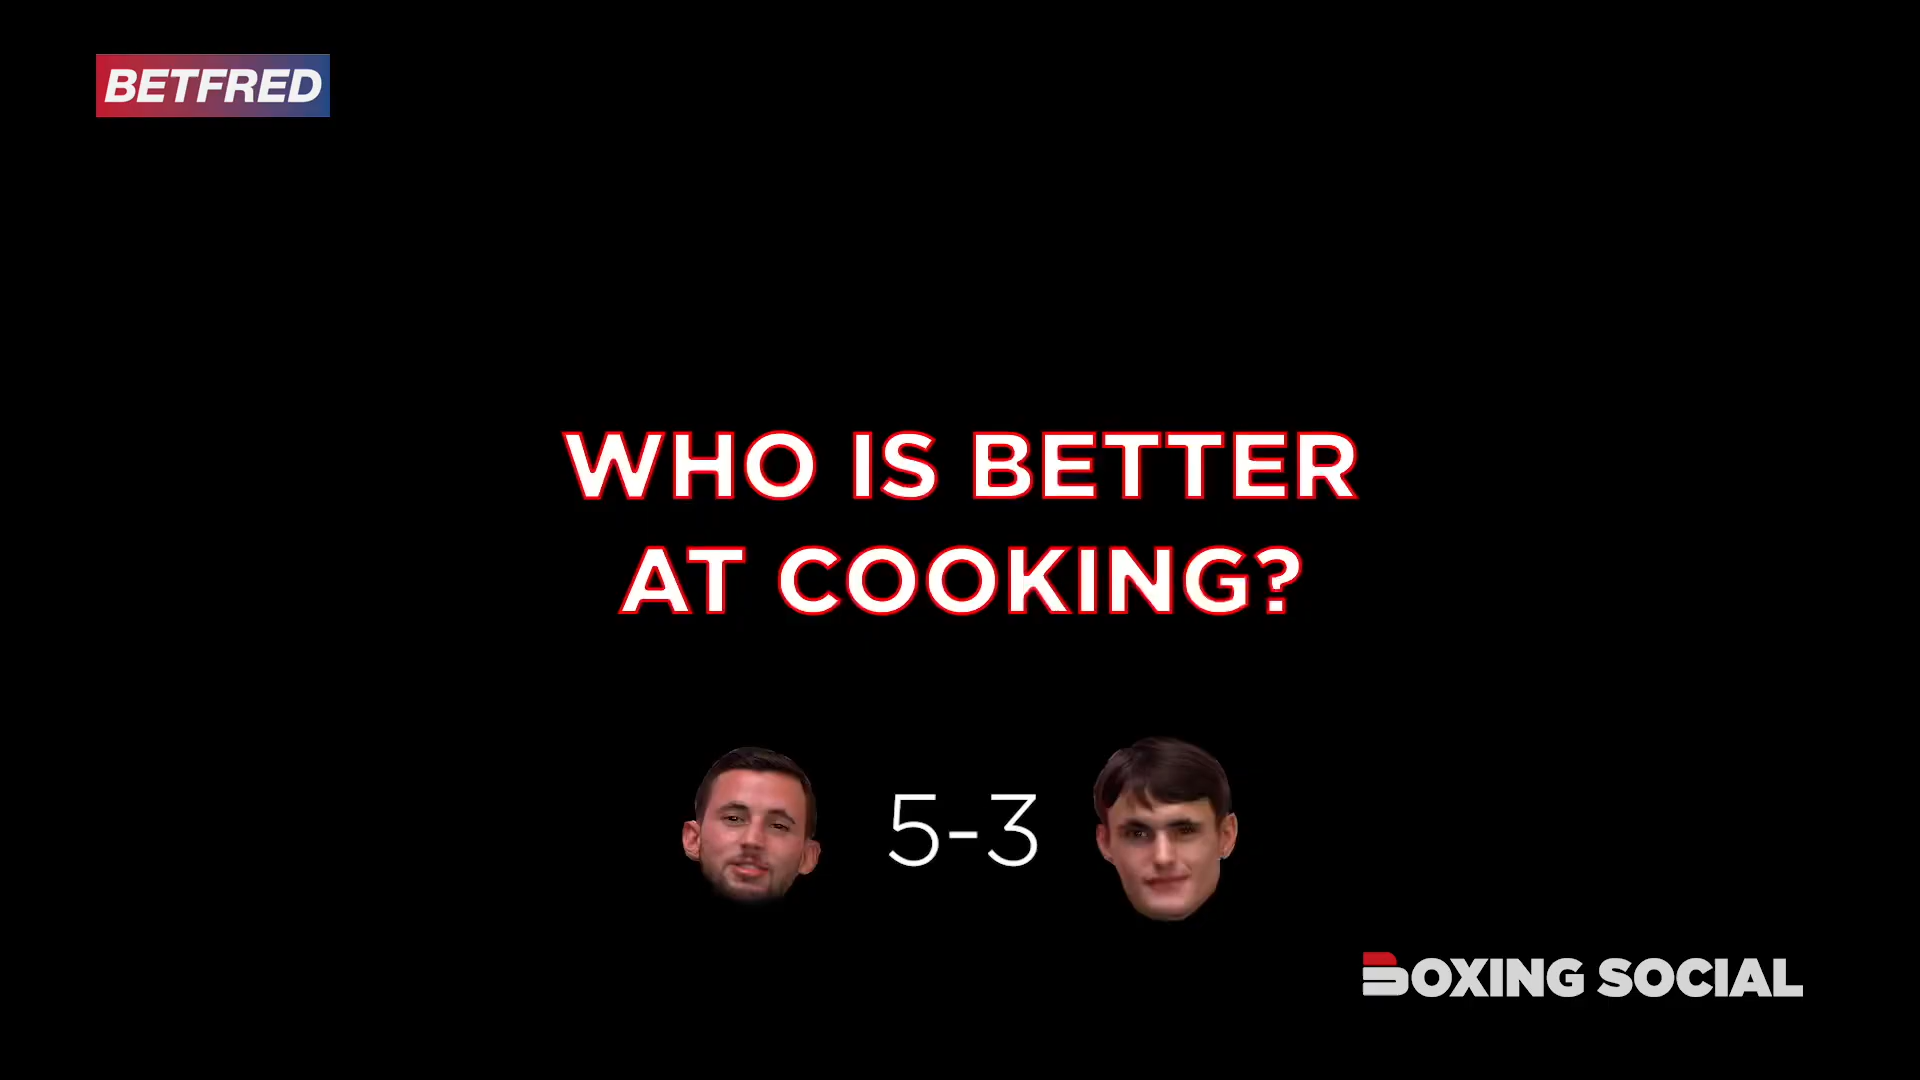 BETFRED
WHO IS BETTER
AT COOKING?
5-3
BOXING SOCIAL